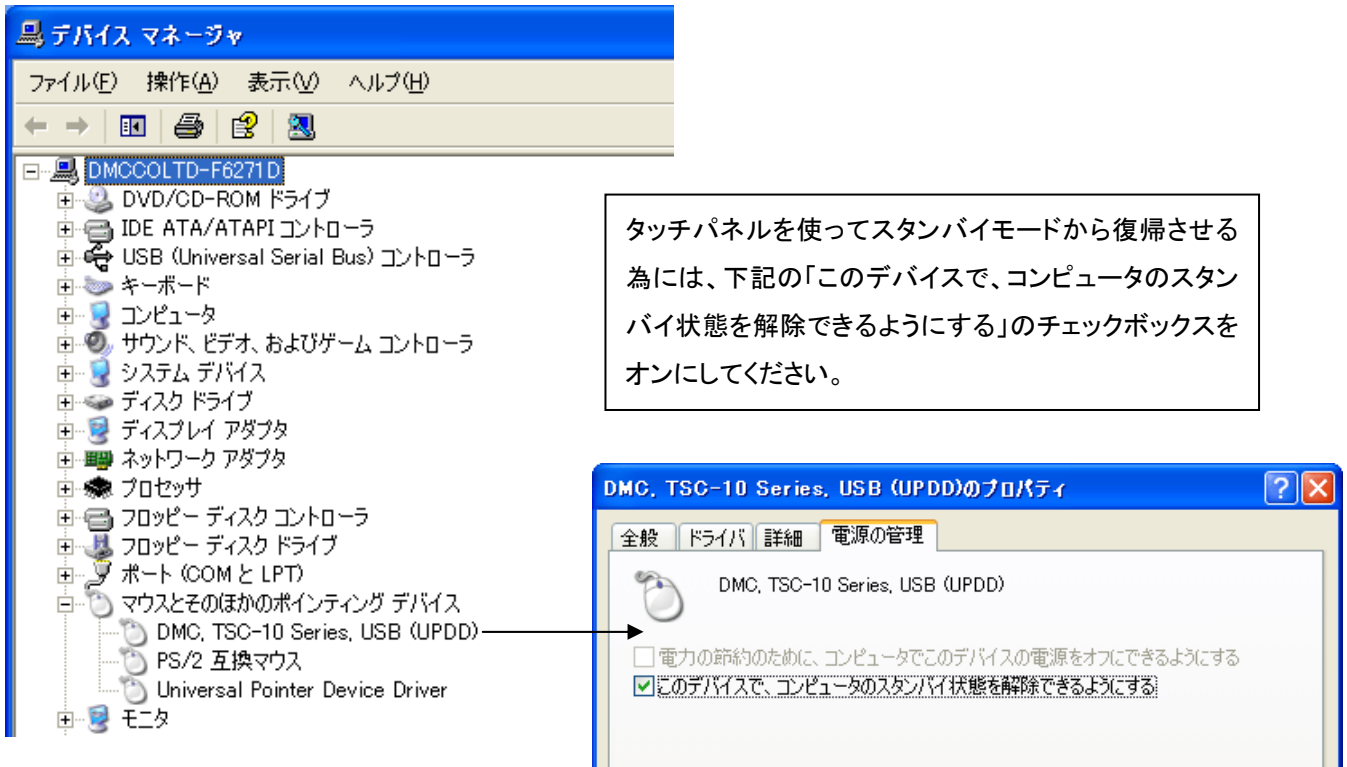 デバイス マネージャ
ファイル(F) 操作(A) 表示(V) ヘルプ(H)
DMCCOLTD-F6271D
DVD/CD-ROM ドライブ
IDE ATA/ATAPI コントローラ
USB (Universal Serial Bus) コントローラ
キーボード
コンピュータ
サウンド、ビデオ、およびゲーム コントローラ
システム デバイス
ディスク ドライブ
ディスプレイ アダプタ
ネットワーク アダプタ
プロセッサ
フロッピー ディスク コントローラ
フロッピー ディスク ドライブ
ポート (COM と LPT)
マウスとそのほかのポインティング デバイス
DMC, TSC-10 Series, USB (UPDD)
PS/2 互換マウス
Universal Pointer Device Driver
モニタ
タッチパネルを使ってスタンバイモードから復帰させる
為には、下記の「このデバイスで、コンピュータのスタン
バイ状態を解除できるようにする」のチェックボックスを
オンにしてください。
DMC, TSC-10 Series, USB (UPDD)のプロパティ
全般 ドライバ 詳細 電源の管理
DMC, TSC-10 Series, USB (UPDD)
電力の節約のために、コンピュータでこのデバイスの電源をオフにできるようにする
このデバイスで、コンピュータのスタンバイ状態を解除できるようにする